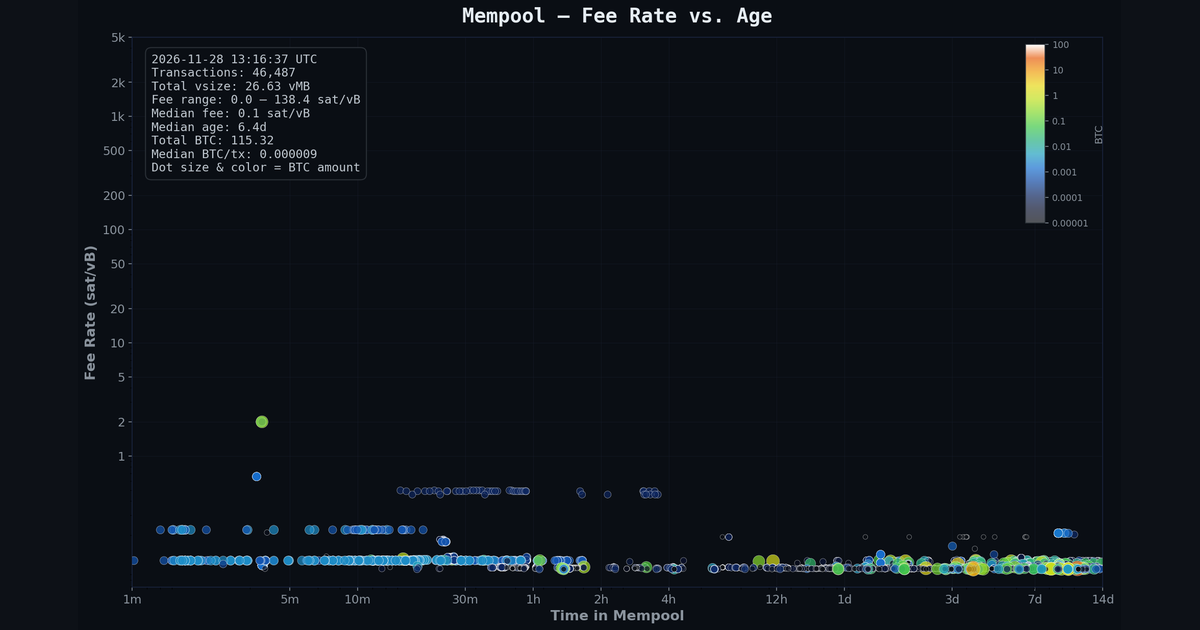 Mempool — Fee Rate vs. Age
2026-11-28 13:16:37 UTC
Transactions: 46,487
Total vsize: 26.63 vMB
Fee range: 0.0 — 138.4 sat/vB
Median fee: 0.1 sat/vB
Median age: 6.4d
Total BTC: 115.32
Median BTC/tx: 0.000009
Dot size & color = BTC amount
100
10
1
0.1
0.01
0.001
0.0001
0.00001
BTC
Fee Rate (sat/vB)
5k
2k
1k
500
200
100
50
20
10
5
2
1
1m 5m 10m 30m 1h 2h 4h 12h 1d 3d 7d 14d
Time in Mempool